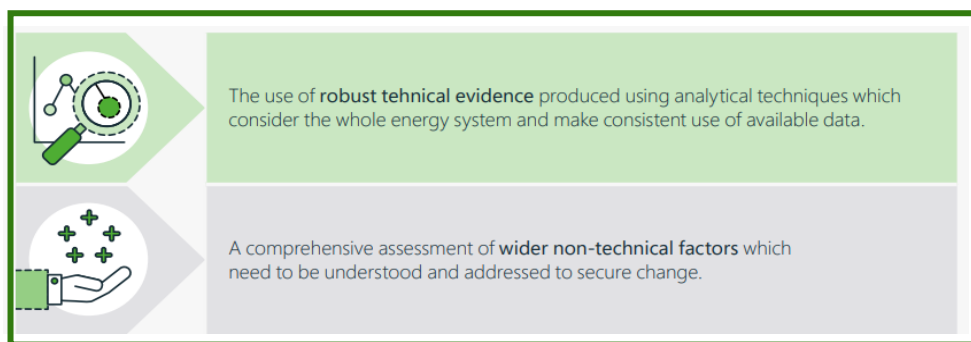 The use of robust tehnical evidence produced using analytical techniques which
consider the whole energy system and make consistent use of available data.
A comprehensive assessment of wider non-technical factors which
need to be understood and addressed to secure change.